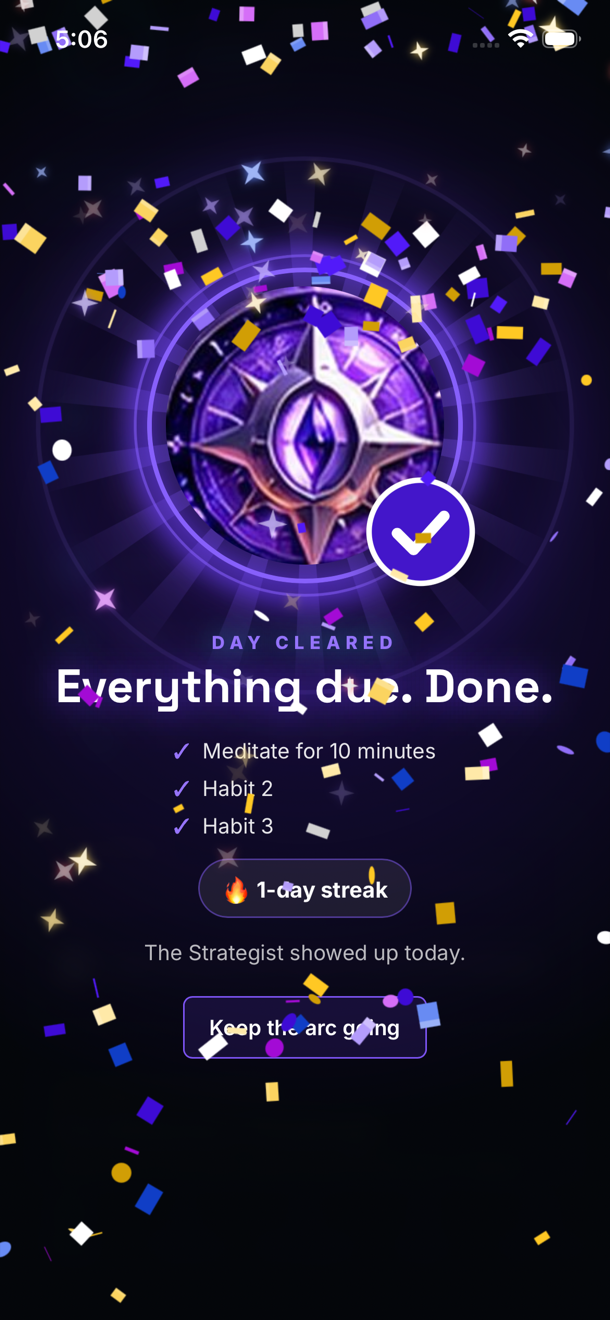 5:06
DAY CLEARED
Everything due. Done.
✓ Meditate for 10 minutes
✓ Habit 2
✓ Habit 3
🔥 1-day streak
The Strategist showed up today.
Keep the arc going